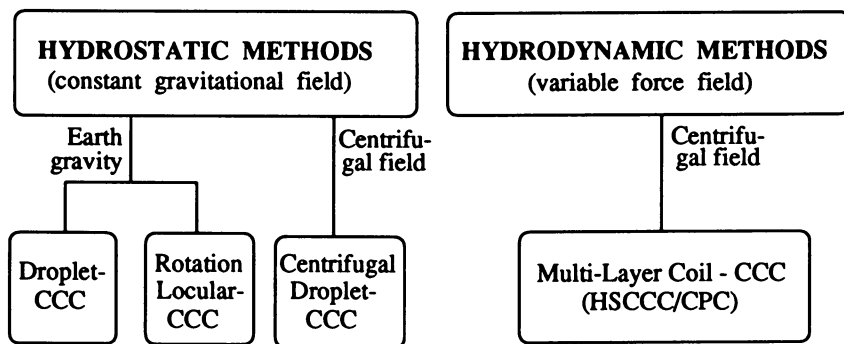 HYDROSTATIC METHODS
(constant gravitational field)
Earth
gravity
Centrifu-
gal field
Droplet-
CCC
Rotation
Locular-
CCC
Centrifugal
Droplet-
CCC
HYDRODYNAMIC METHODS
(variable force field)
Centrifu-
gal field
Multi-Layer Coil - CCC
(HSCCC/CPC)